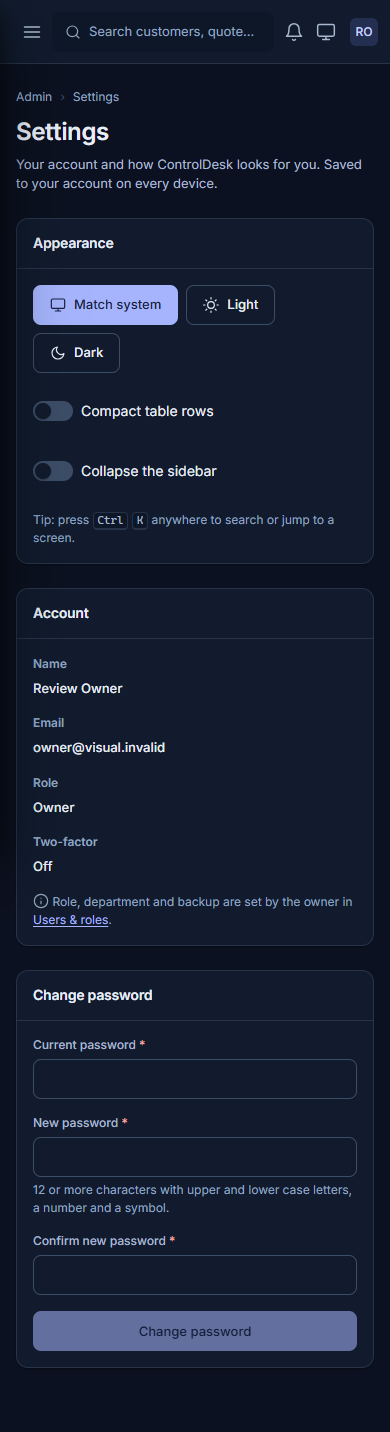 Search customers, quote...
RO
Admin › Settings
Settings
Your account and how ControlDesk looks for you. Saved
to your account on every device.
Appearance
Match system
Light
Dark
Compact table rows
Collapse the sidebar
Tip: press Ctrl K anywhere to search or jump to a
screen.
Account
Name
Review Owner
Email
owner@visual.invalid
Role
Owner
Two-factor
Off
Role, department and backup are set by the owner in
Users & roles.
Change password
Current password *
New password *
12 or more characters with upper and lower case letters,
a number and a symbol.
Confirm new password *
Change password